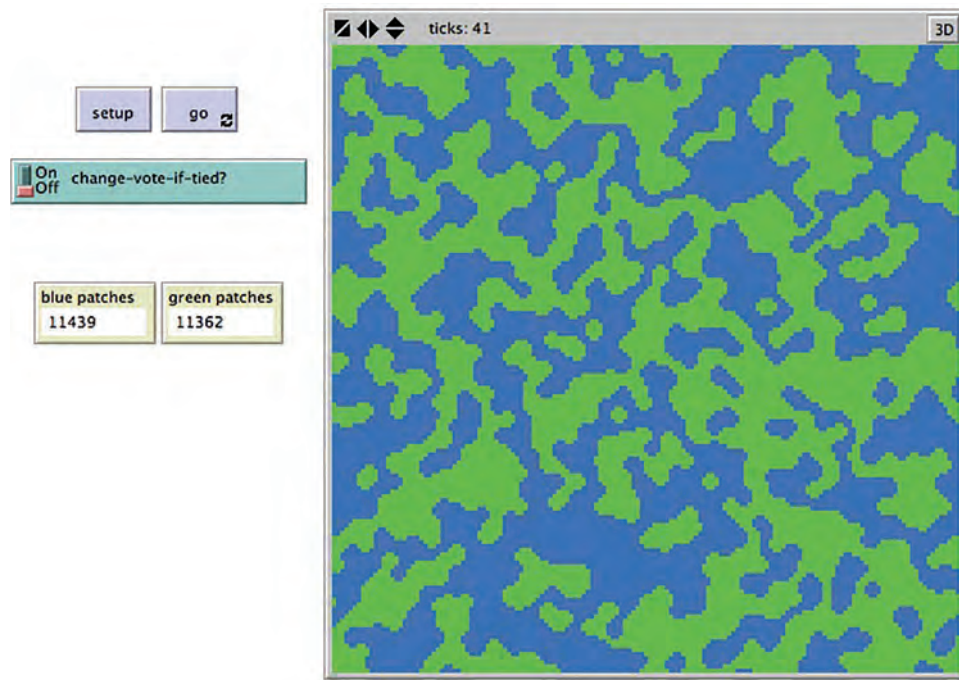 ticks: 41
3D
setup
go
On
Off
change-vote-if-tied?
blue patches
11439
green patches
11362